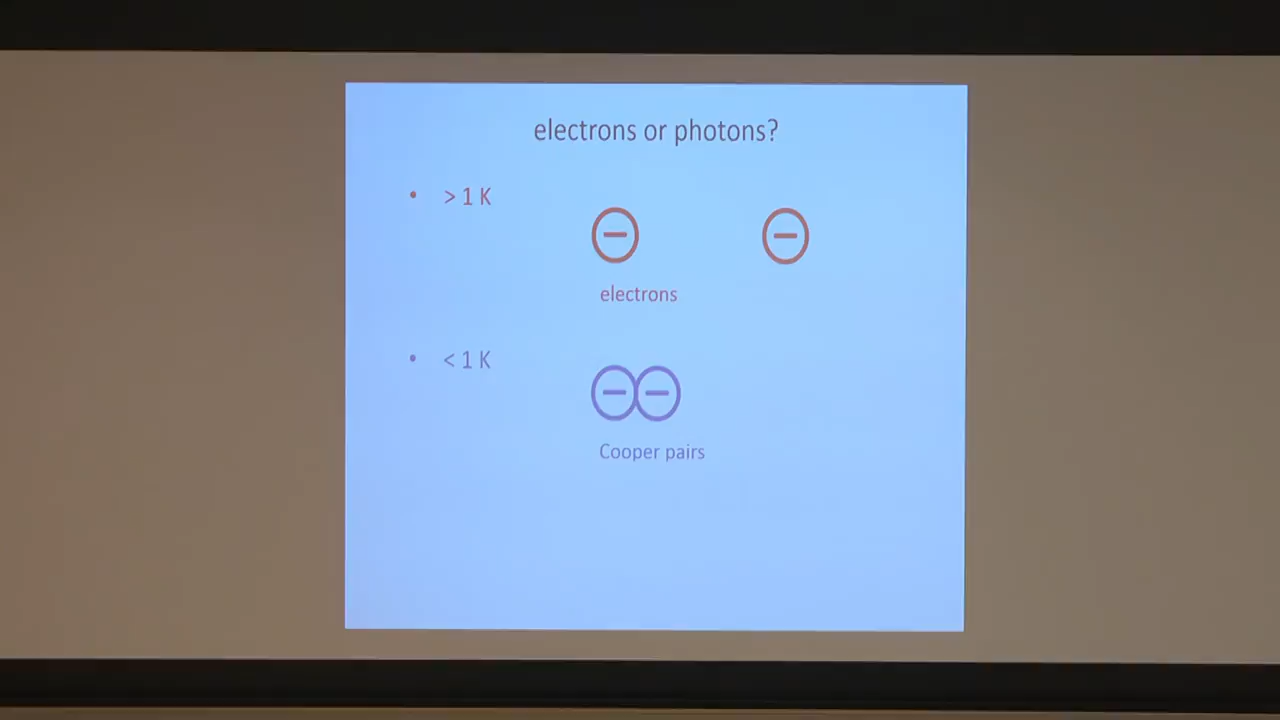 electrons or photons?
• > 1 K
electrons
• < 1 K
Cooper pairs